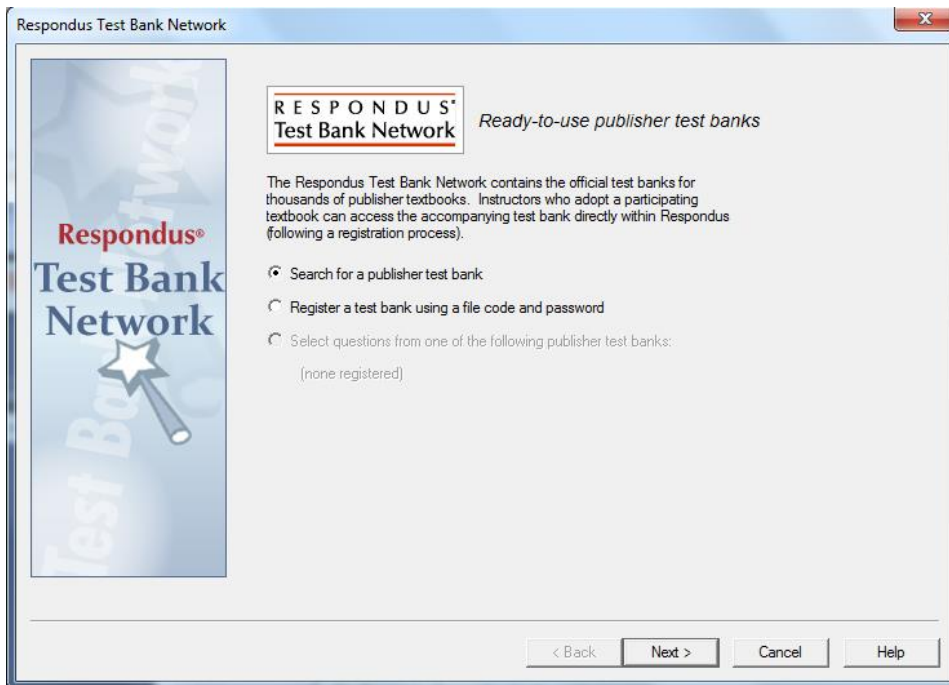 Respondus Test Bank Network
RESPONDUS®
Test Bank Network
Ready-to-use publisher test banks
The Respondus Test Bank Network contains the official test banks for
thousands of publisher textbooks. Instructors who adopt a participating
textbook can access the accompanying test bank directly within Respondus
(following a registration process).
Respondus®
Test Bank
Network
Test Bank Network
Search for a publisher test bank
Register a test bank using a file code and password
Select questions from one of the following publisher test banks:
(none registered)
< Back
Next >
Cancel
Help